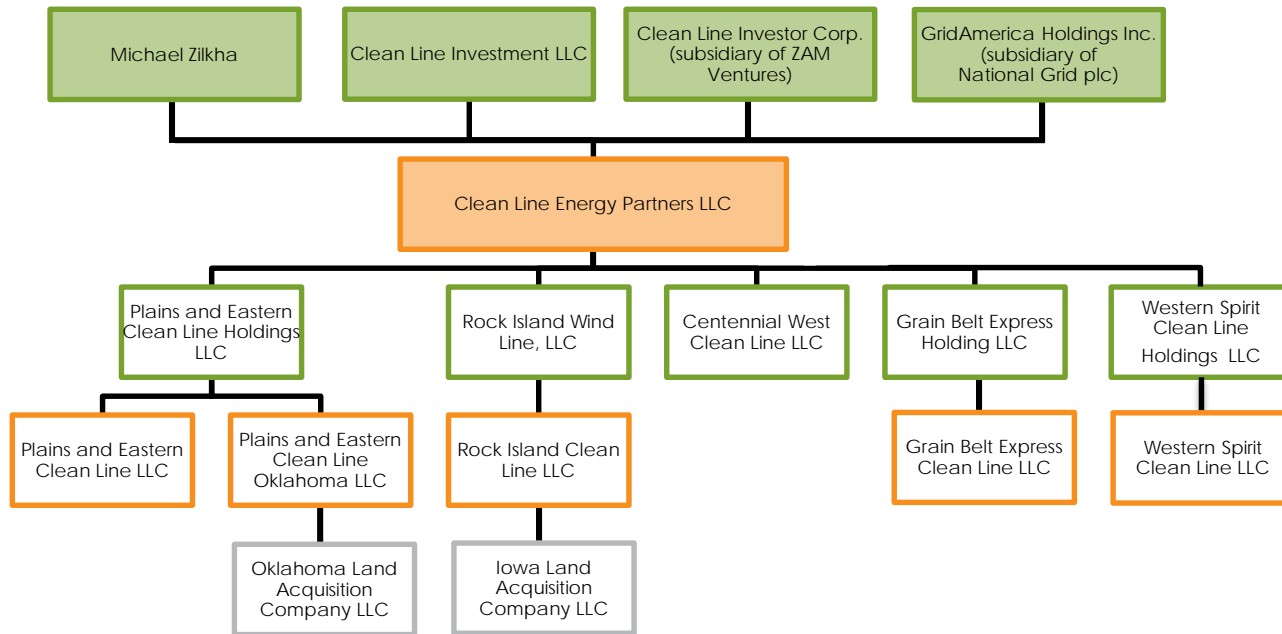 Michael Zilkha
Clean Line Investment LLC
Clean Line Investor Corp.
(subsidiary of ZAM
Ventures)
GridAmerica Holdings Inc.
(subsidiary of
National Grid plc)
Clean Line Energy Partners LLC
Plains and Eastern
Clean Line Holdings
LLC
Rock Island Wind
Line, LLC
Centennial West
Clean Line LLC
Grain Belt Express
Holding LLC
Western Spirit
Clean Line
Holdings LLC
Plains and Eastern
Clean Line LLC
Plains and Eastern
Clean Line
Oklahoma LLC
Rock Island Clean
Line LLC
Grain Belt Express
Clean Line LLC
Western Spirit
Clean Line LLC
Oklahoma Land
Acquisition
Company LLC
Iowa Land
Acquisition
Company LLC